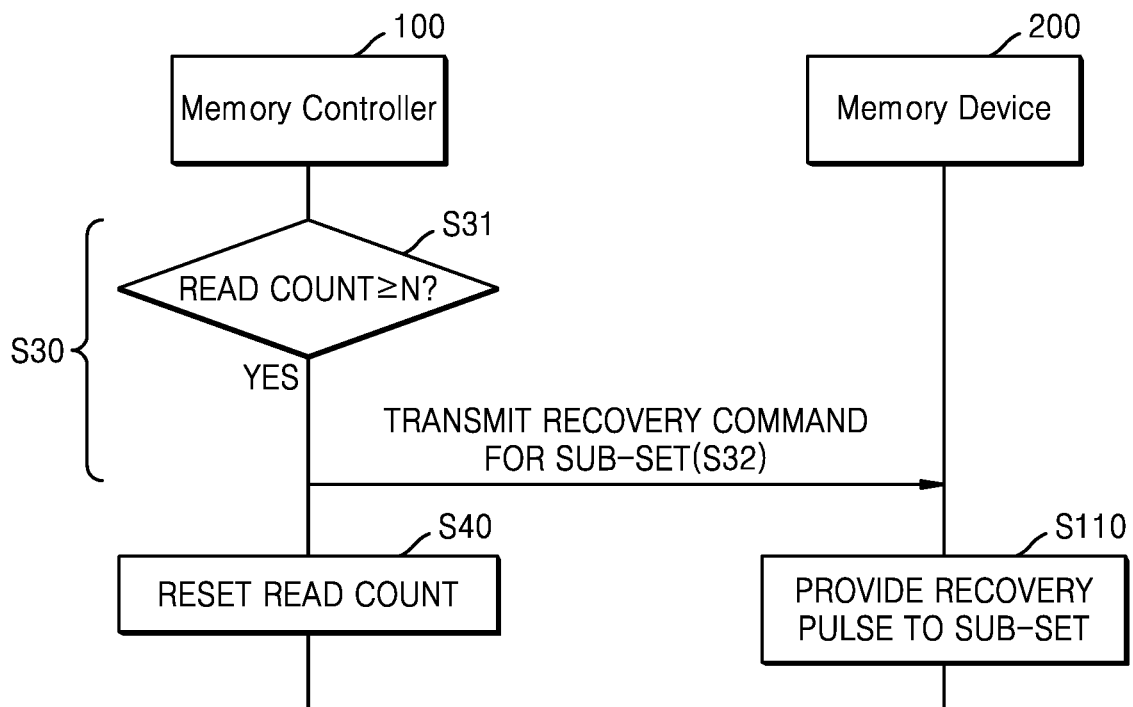 100
200
Memory Controller
Memory Device
S31
READ COUNT≥N?
S30
YES
TRANSMIT RECOVERY COMMAND
FOR SUB-SET(S32)
S40
S110
RESET READ COUNT
PROVIDE RECOVERY
PULSE TO SUB-SET